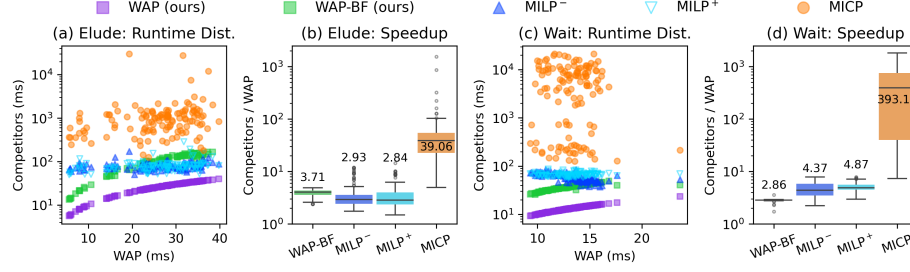 WAP (ours) WAP-BF (ours) MILP⁻ MILP⁺ MICP
(a) Elude: Runtime Dist.
Competitors (ms)
10⁴
10³
10²
10¹
10 20 30 40
WAP (ms)
(b) Elude: Speedup
Competitors / WAP
10³
10²
10¹
10⁰
3.71 2.93 2.84 39.06
WAP-BF MILP⁻ MILP⁺ MICP
(c) Wait: Runtime Dist.
Competitors (ms)
10⁴
10³
10²
10¹
10 15 20
WAP (ms)
(d) Wait: Speedup
Competitors / WAP
10³
10²
10¹
10⁰
2.86 4.37 4.87 393.1
WAP-BF MILP⁻ MILP⁺ MICP